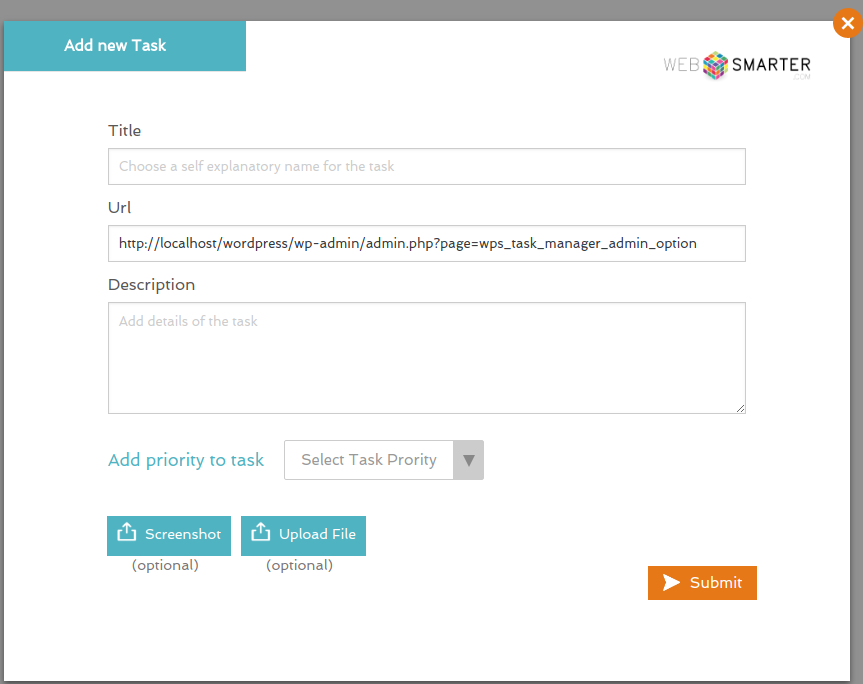 Add new Task
WEB SMARTER
.COM
Title
Choose a self explanatory name for the task
Url
http://localhost/wordpress/wp-admin/admin.php?page=wps_task_manager_admin_option
Description
Add details of the task
Add priority to task Select Task Prority
Screenshot Upload File
(optional) (optional)
Submit